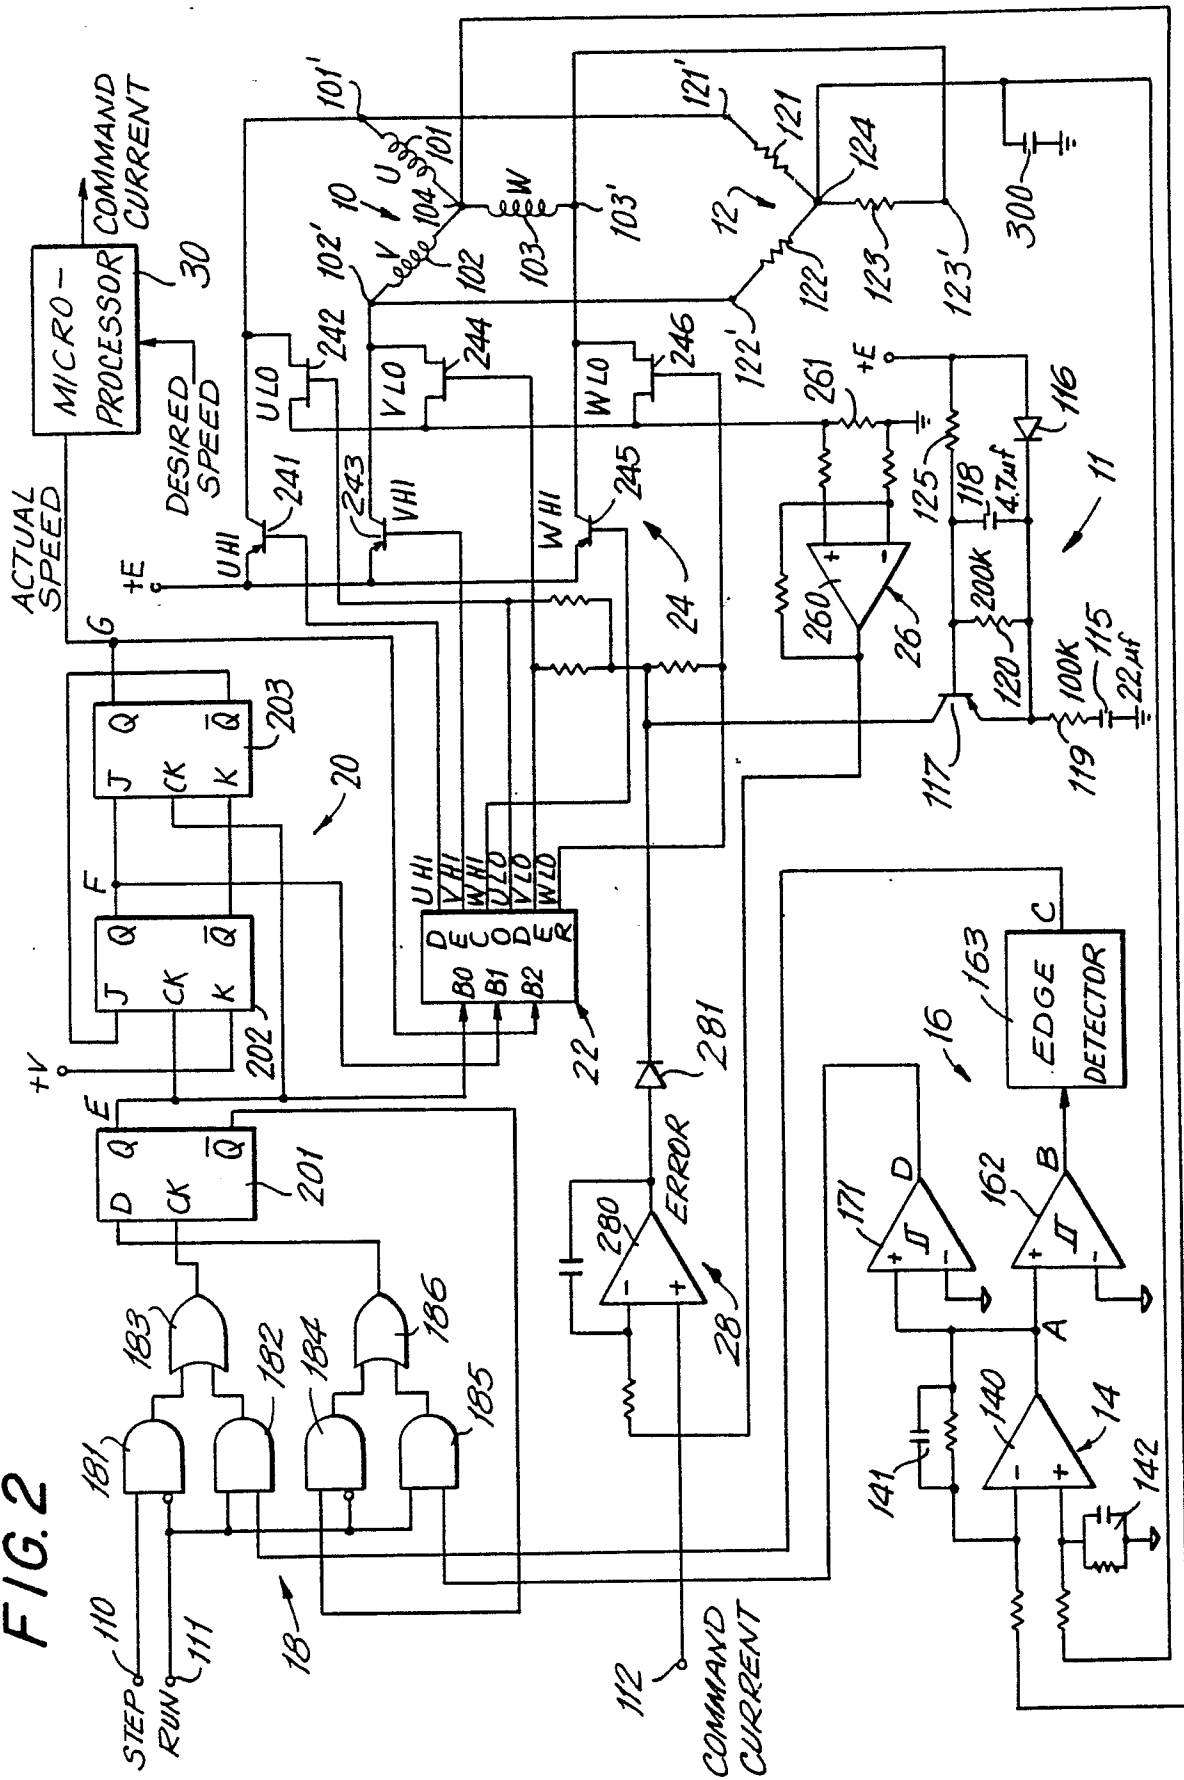 FIG. 2
STEP
110
RUN
111
18
181
183
182
184
186
185
D
Q
E
CK
Q̅
201
+V
J
Q
F
CK
K
Q̅
202
J
Q
G
CK
K
Q̅
203
20
ACTUAL
SPEED
MICRO-
PROCESSOR
30
COMMAND
CURRENT
DESIRED
SPEED
+E
UHI
241
ULO
242
243
VHI
VLO
244
WHI
245
WLO
246
24
102'
V
102
10
104
U
101
101'
W
103
103'
12
121'
121
122
122'
124
123
123'
300
DECODER
B0
B1
B2
UHI
VHI
WHI
ULO
VLO
WLO
22
281
ERROR
280
-
+
28
112
COMMAND
CURRENT
260
+
-
26
261
+E
125
118
4.7µf
116
11
200K
120
117
119
100K
115
22µf
171
+
-
D
16
162
+
-
B
EDGE
DETECTOR
163
C
A
140
-
+
14
141
142